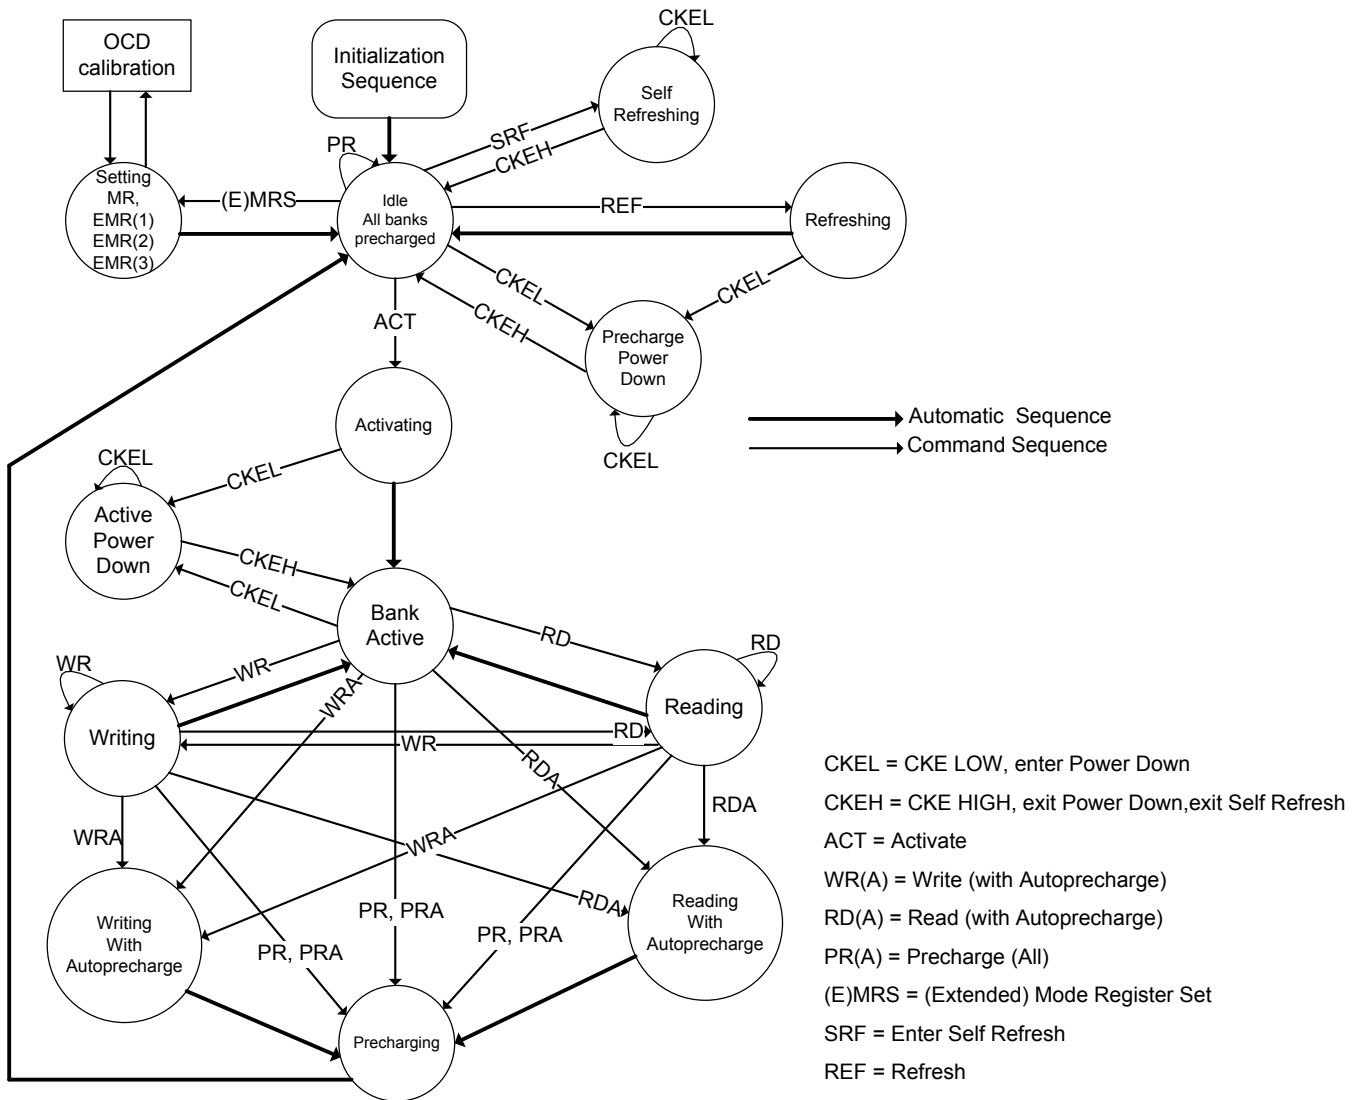 OCD
calibration
Initialization
Sequence
CKEL
Self
Refreshing
SRF
CKEH
PR
Setting
MR,
EMR(1)
EMR(2)
EMR(3)
(E)MRS
Idle
All banks
precharged
REF
Refreshing
CKEL
CKEH
CKEL
ACT
Precharge
Power
Down
CKEL
Activating
Automatic Sequence
Command Sequence
CKEL
CKEL
Active
Power
Down
CKEH
CKEL
Bank
Active
RD
RD
WR
WR
WRA
Reading
Writing
RD
WR
RDA
WRA
RDA
WRA
RDA
PR, PRA
PR, PRA
PR, PRA
Writing
With
Autoprecharge
Reading
With
Autoprecharge
Precharging
CKEL = CKE LOW, enter Power Down
CKEH = CKE HIGH, exit Power Down,exit Self Refresh
ACT = Activate
WR(A) = Write (with Autoprecharge)
RD(A) = Read (with Autoprecharge)
PR(A) = Precharge (All)
(E)MRS = (Extended) Mode Register Set
SRF = Enter Self Refresh
REF = Refresh